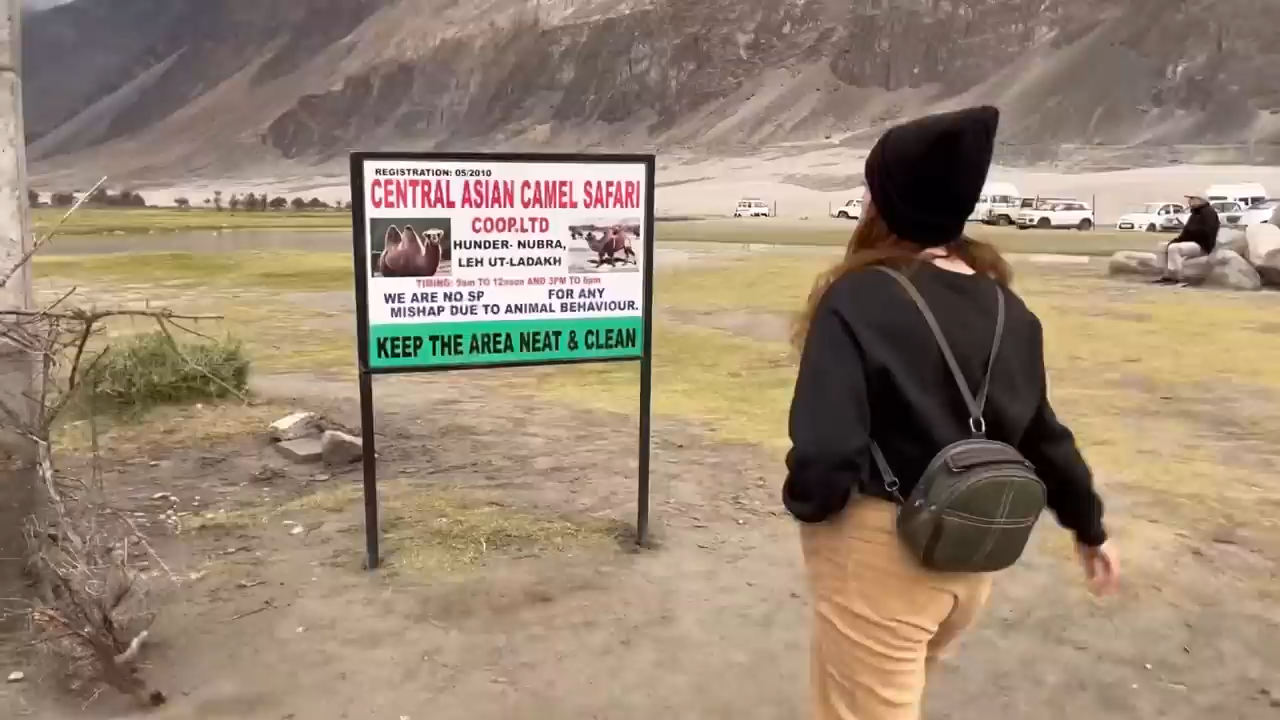 REGISTRATION: 05/2010
CENTRAL ASIAN CAMEL SAFARI
COOP.LTD
HUNDER- NUBRA,
LEH UT-LADAKH
TIMING: 9am TO 12noon AND 3PM TO 6pm
WE ARE NO SP FOR ANY
MISHAP DUE TO ANIMAL BEHAVIOUR.
KEEP THE AREA NEAT & CLEAN